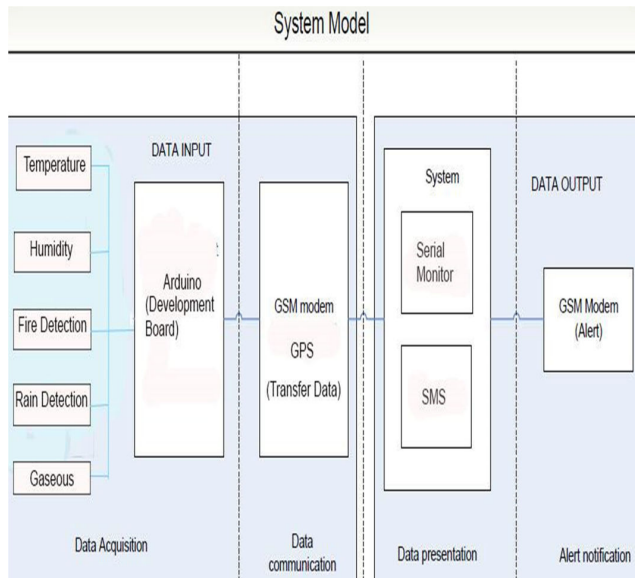 System Model
DATA INPUT
Temperature
Humidity
Fire Detection
Rain Detection
Gaseous
Arduino
(Development
Board)
Data Acquisition
GSM modem
GPS
(Transfer Data)
Data
communication
System
Serial
Monitor
SMS
Data presentation
DATA OUTPUT
GSM Modem
(Alert)
Alert notification